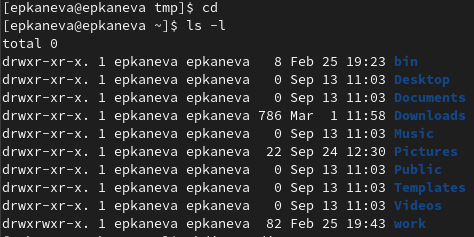 [epkaneva@epkaneva tmp]$ cd
[epkaneva@epkaneva ~]$ ls -l
total 0
drwxr-xr-x. 1 epkaneva epkaneva   8 Feb 25 19:23 bin
drwxr-xr-x. 1 epkaneva epkaneva   0 Sep 13 11:03 Desktop
drwxr-xr-x. 1 epkaneva epkaneva   0 Sep 13 11:03 Documents
drwxr-xr-x. 1 epkaneva epkaneva 786 Mar  1 11:58 Downloads
drwxr-xr-x. 1 epkaneva epkaneva   0 Sep 13 11:03 Music
drwxr-xr-x. 1 epkaneva epkaneva  22 Sep 24 12:30 Pictures
drwxr-xr-x. 1 epkaneva epkaneva   0 Sep 13 11:03 Public
drwxr-xr-x. 1 epkaneva epkaneva   0 Sep 13 11:03 Templates
drwxr-xr-x. 1 epkaneva epkaneva   0 Sep 13 11:03 Videos
drwxrwxr-x. 1 epkaneva epkaneva  82 Feb 25 19:43 work